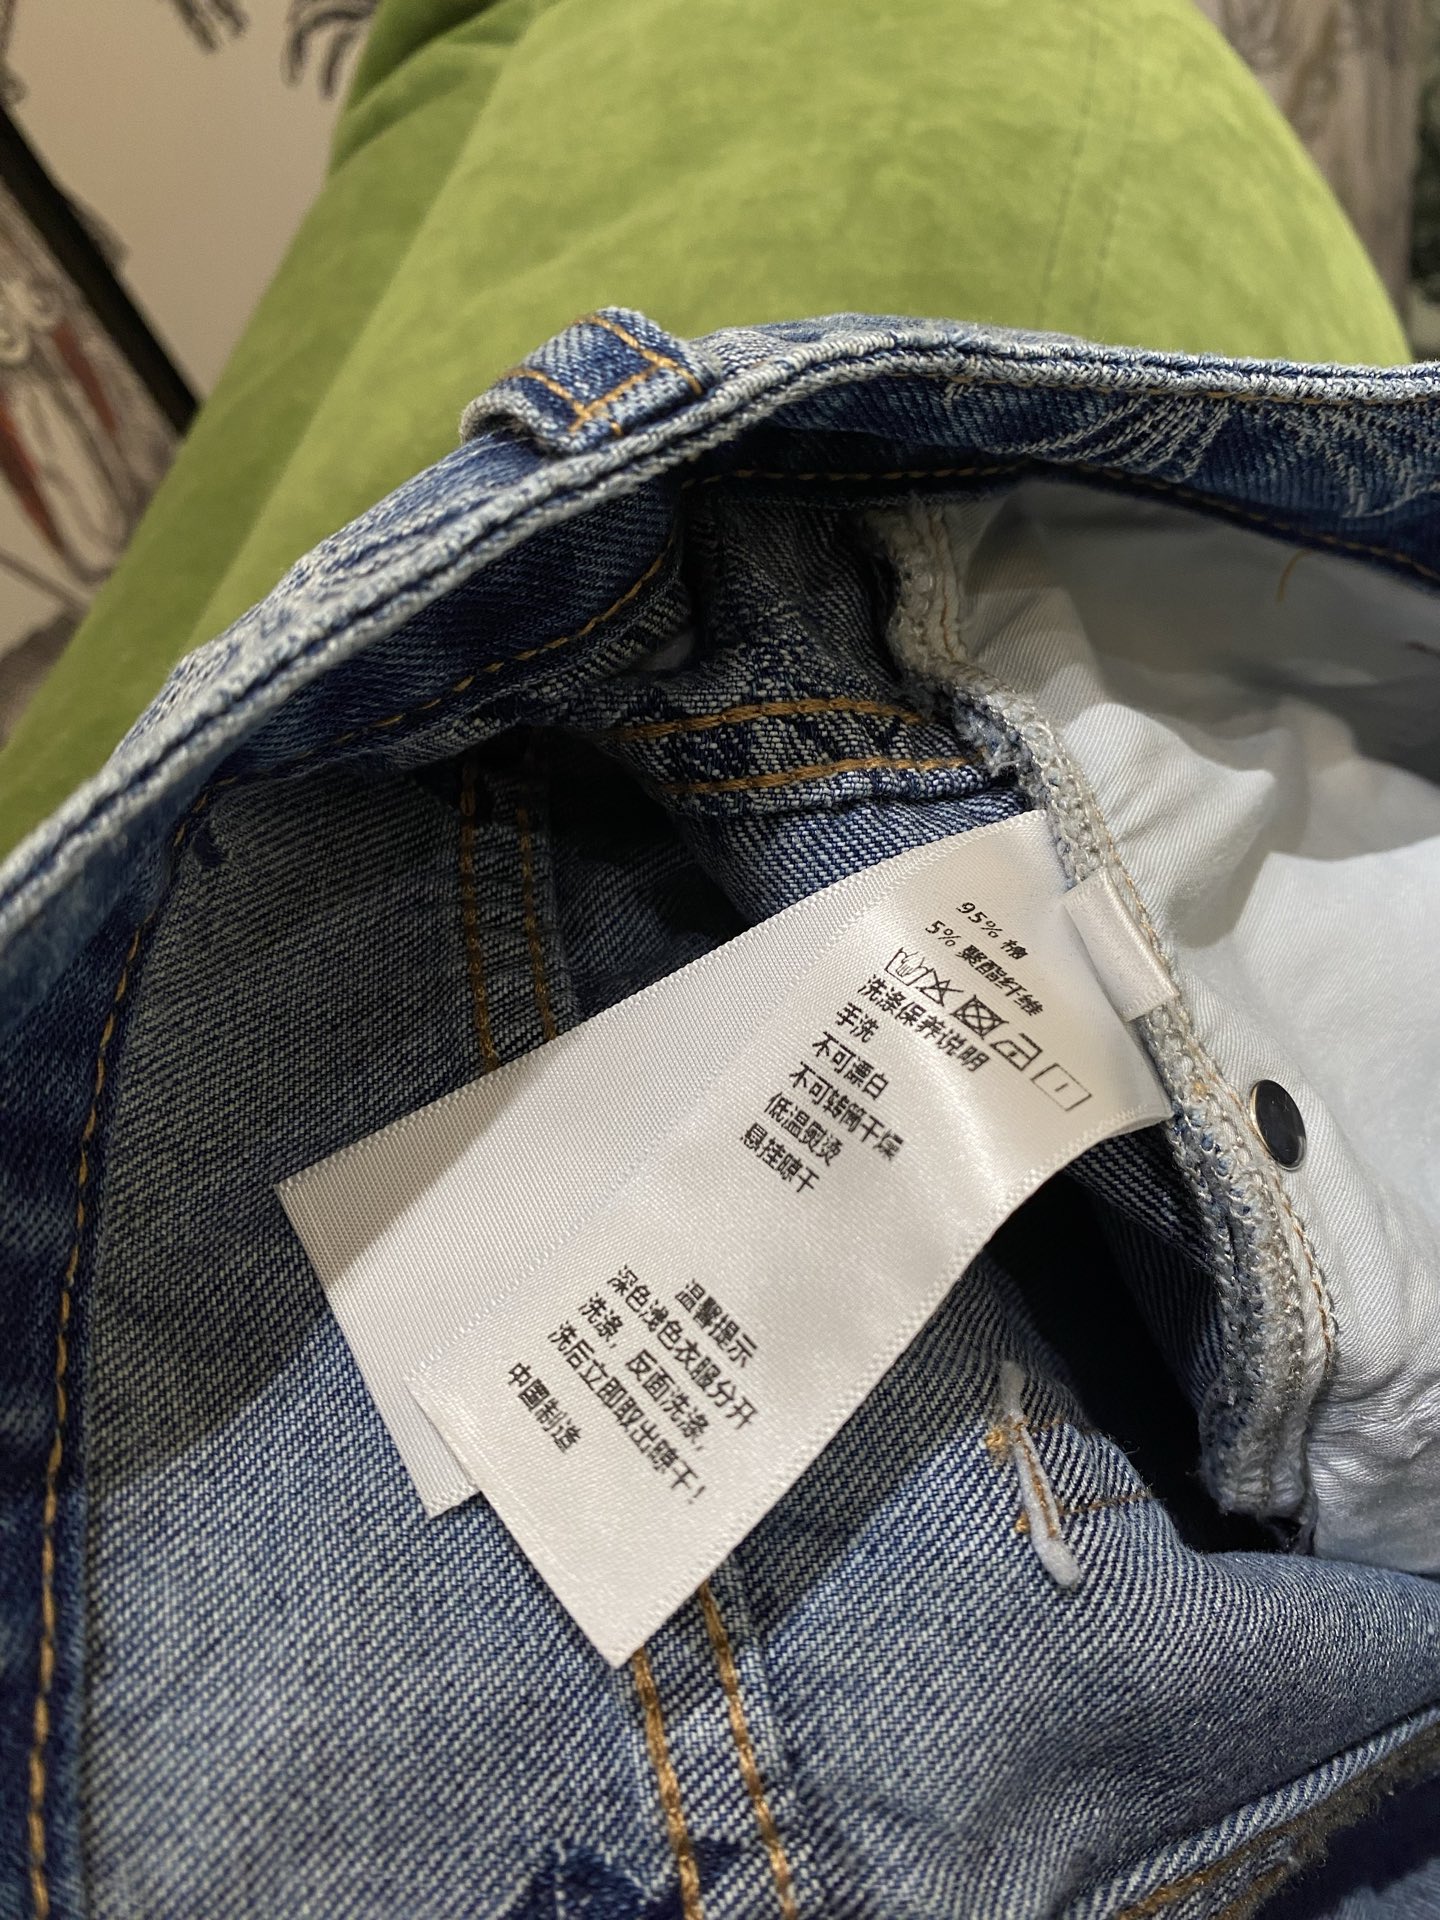 95% 棉
5% 聚酯纤维
洗涤保养说明
手洗
不可漂白
不可转筒干燥
低温熨烫
悬挂晾干
温馨提示
深色浅色衣服分开
洗涤，反面洗涤，
洗后立即取出晾干！
中國制造